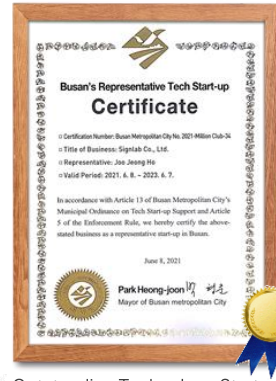 Busan's Representative Tech Start-up
Certificate
Certification Number: Busan Metropolitan City No. 2021-Million Club-34
Title of Business: Signlab Co., Ltd.
Representative: Joo Jeong Ho
Valid Period: 2021. 6. 8. ~ 2023. 6. 7.
In accordance with Article 13 of Busan Metropolitan City's
Municipal Ordinance on Tech Start-up Support and Article
5 of the Enforcement Rule, we hereby certify that above-
stated business as a representative start-up in Busan.
June 8, 2021
Park Heong-joon
Mayor of Busan metropolitan City